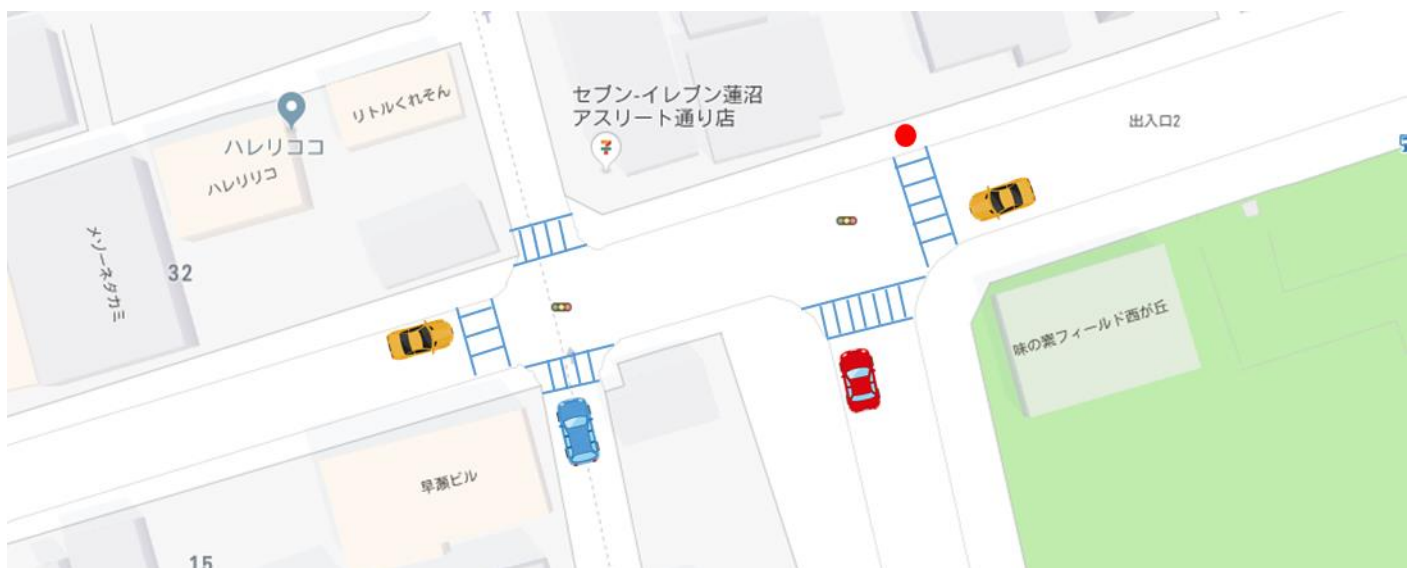 セブン-イレブン蓮沼
アスリート通り店
リトルくれそん
出入口2
ハレリココ
ハレリリコ
メゾーネタカミ
32
味の素フィールド西が丘
早瀬ビル
15